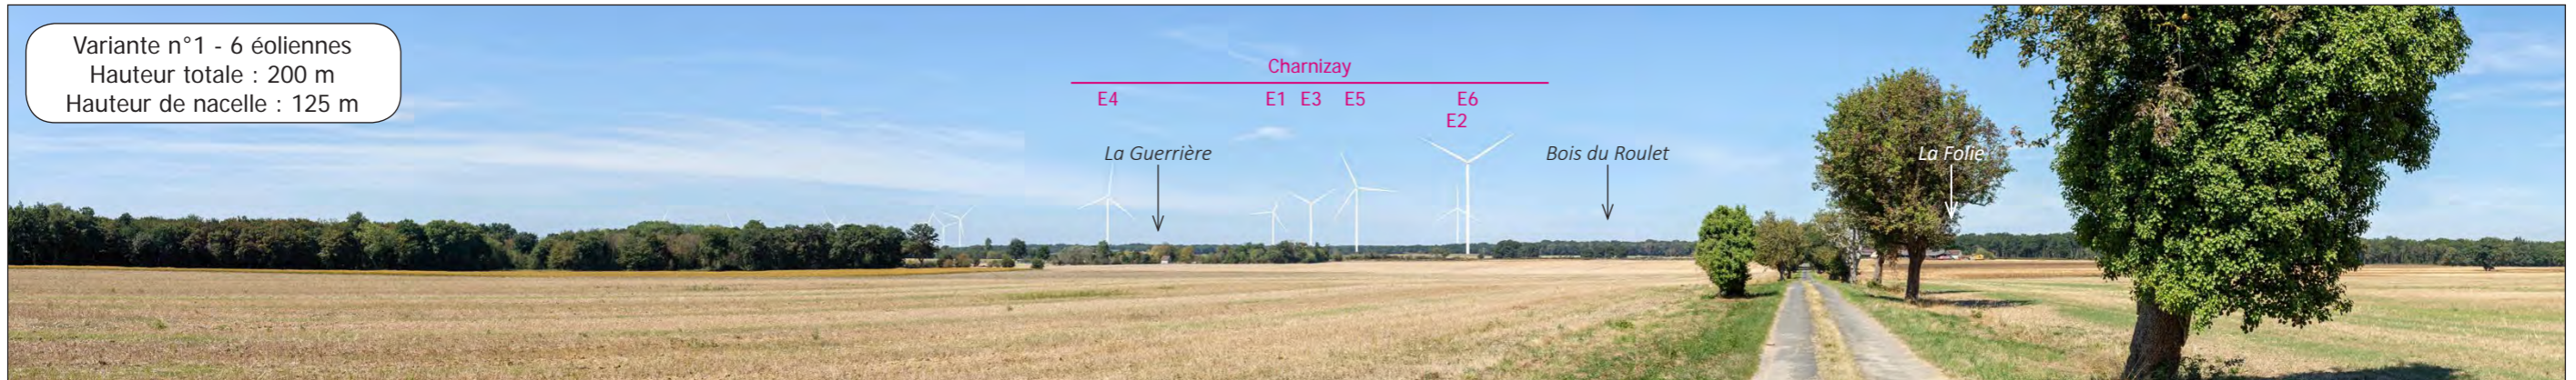 Variante n°1 - 6 éoliennes
Hauteur totale : 200 m
Hauteur de nacelle : 125 m
Charnizay
E4 E1 E3 E5 E6
E2
La Guerrière
Bois du Roulet
La Folie